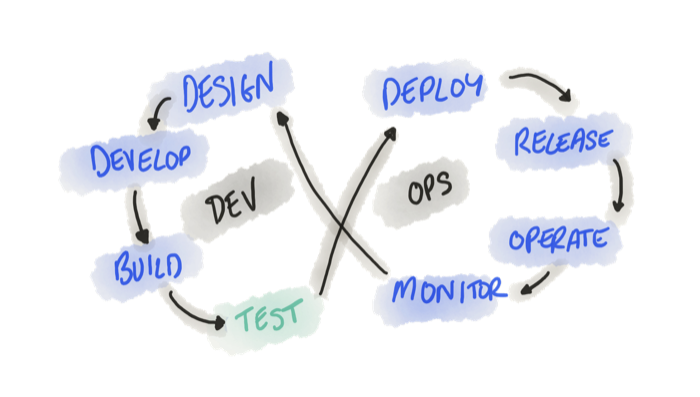 DESIGN
DEVELOP
BUILD
TEST
DEV
DEPLOY
RELEASE
OPERATE
MONITOR
OPS